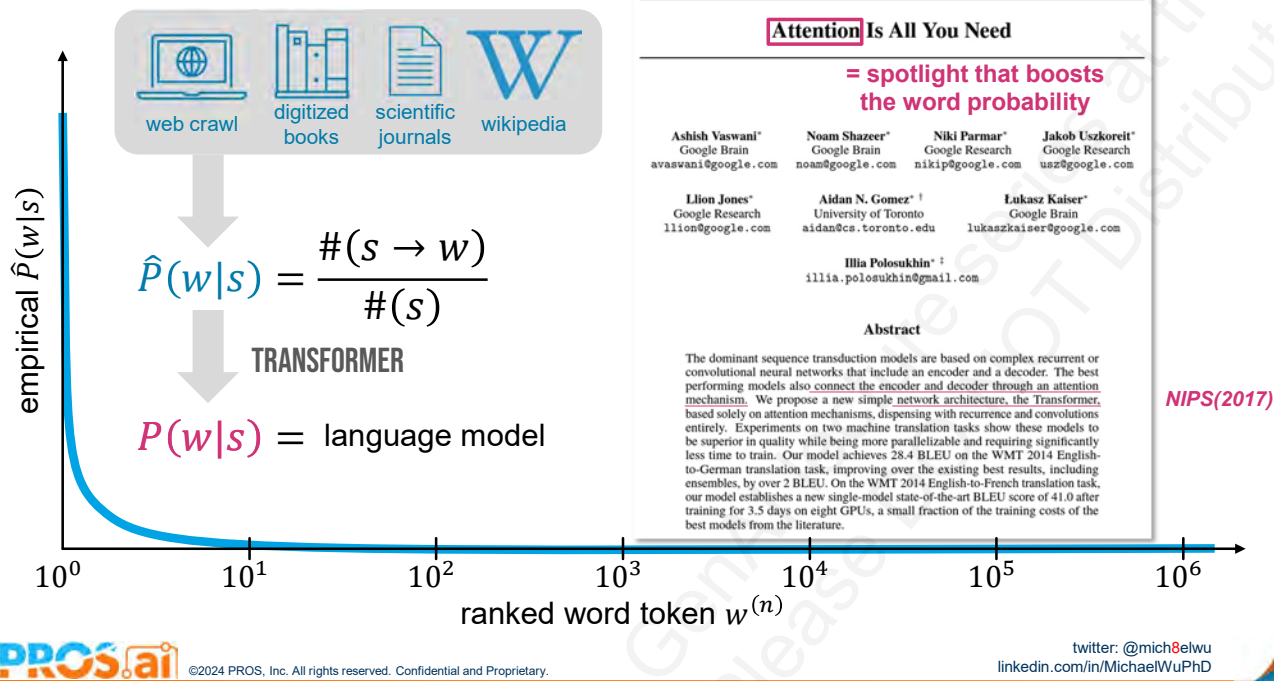 web crawl
digitized
books
scientific
journals
wikipedia
W
empirical P̂(w|s)
P̂(w|s) = #(s → w) / #(s)
TRANSFORMER
P(w|s) = language model
10⁰ 10¹ 10² 10³ 10⁴ 10⁵ 10⁶
ranked word token w⁽ⁿ⁾
Attention Is All You Need
= spotlight that boosts
the word probability
Ashish Vaswani*
Google Brain
avaswani@google.com
Noam Shazeer*
Google Brain
noam@google.com
Niki Parmar*
Google Research
nikip@google.com
Jakob Uszkoreit*
Google Research
usz@google.com
Llion Jones*
Google Research
llion@google.com
Aidan N. Gomez* †
University of Toronto
aidan@cs.toronto.edu
Łukasz Kaiser*
Google Brain
lukaszkaiser@google.com
Illia Polosukhin* ‡
illia.polosukhin@gmail.com
Abstract
The dominant sequence transduction models are based on complex recurrent or
convolutional neural networks that include an encoder and a decoder. The best
performing models also connect the encoder and decoder through an attention
mechanism. We propose a new simple network architecture, the Transformer,
based solely on attention mechanisms, dispensing with recurrence and convolutions
entirely. Experiments on two machine translation tasks show these models to
be superior in quality while being more parallelizable and requiring significantly
less time to train. Our model achieves 28.4 BLEU on the WMT 2014 English-
to-German translation task, improving over the existing best results, including
ensembles, by over 2 BLEU. On the WMT 2014 English-to-French translation task,
our model establishes a new single-model state-of-the-art BLEU score of 41.0 after
training for 3.5 days on eight GPUs, a small fraction of the training costs of the
best models from the literature.
NIPS(2017)
PROS.ai
©2024 PROS, Inc. All rights reserved. Confidential and Proprietary.
twitter: @mich8elwu
linkedin.com/in/MichaelWuPhD